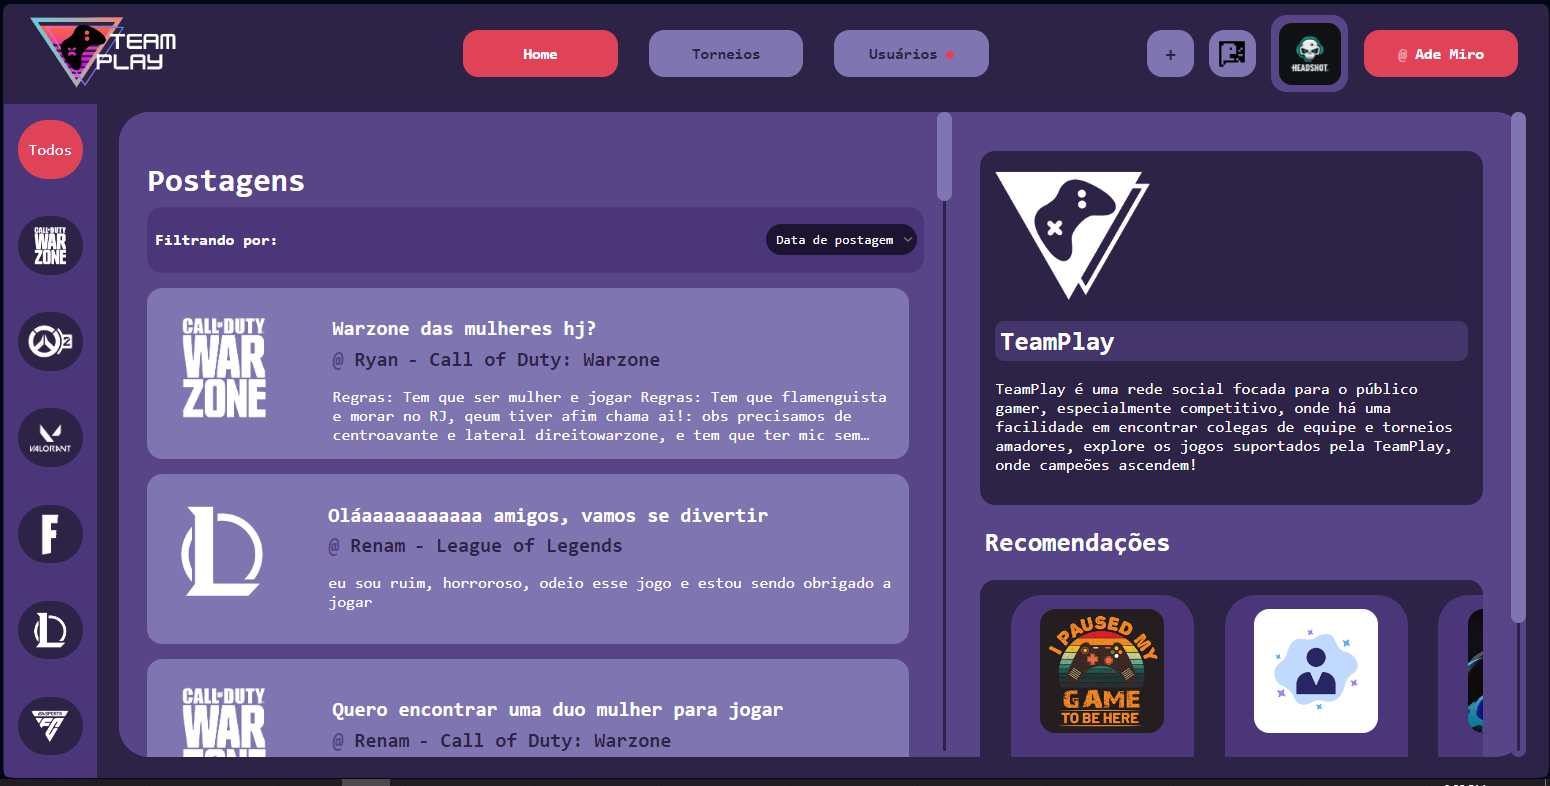 TEAM
PLAY
Home
Torneios
Usuários
+
HEADSHOT
@ Ade Miro
Todos
CALL OF DUTY
WAR
ZONE
2
VALORANT
F
L
EA SPORTS
FC
Postagens
Filtrando por:
Data de postagem
CALL OF DUTY
WAR
ZONE
Warzone das mulheres hj?
@ Ryan - Call of Duty: Warzone
Regras: Tem que ser mulher e jogar Regras: Tem que flamenguista
e morar no RJ, qeum tiver afim chama ai!: obs precisamos de
centroavante e lateral direitowarzone, e tem que ter mic sem…
L
Oláaaaaaaaaaaa amigos, vamos se divertir
@ Renam - League of Legends
eu sou ruim, horroroso, odeio esse jogo e estou sendo obrigado a
jogar
CALL OF DUTY
WAR
ZONE
Quero encontrar uma duo mulher para jogar
@ Renam - Call of Duty: Warzone
TeamPlay
TeamPlay é uma rede social focada para o público
gamer, especialmente competitivo, onde há uma
facilidade em encontrar colegas de equipe e torneios
amadores, explore os jogos suportados pela TeamPlay,
onde campeões ascendem!
Recomendações
I PAUSED MY
GAME
TO BE HERE